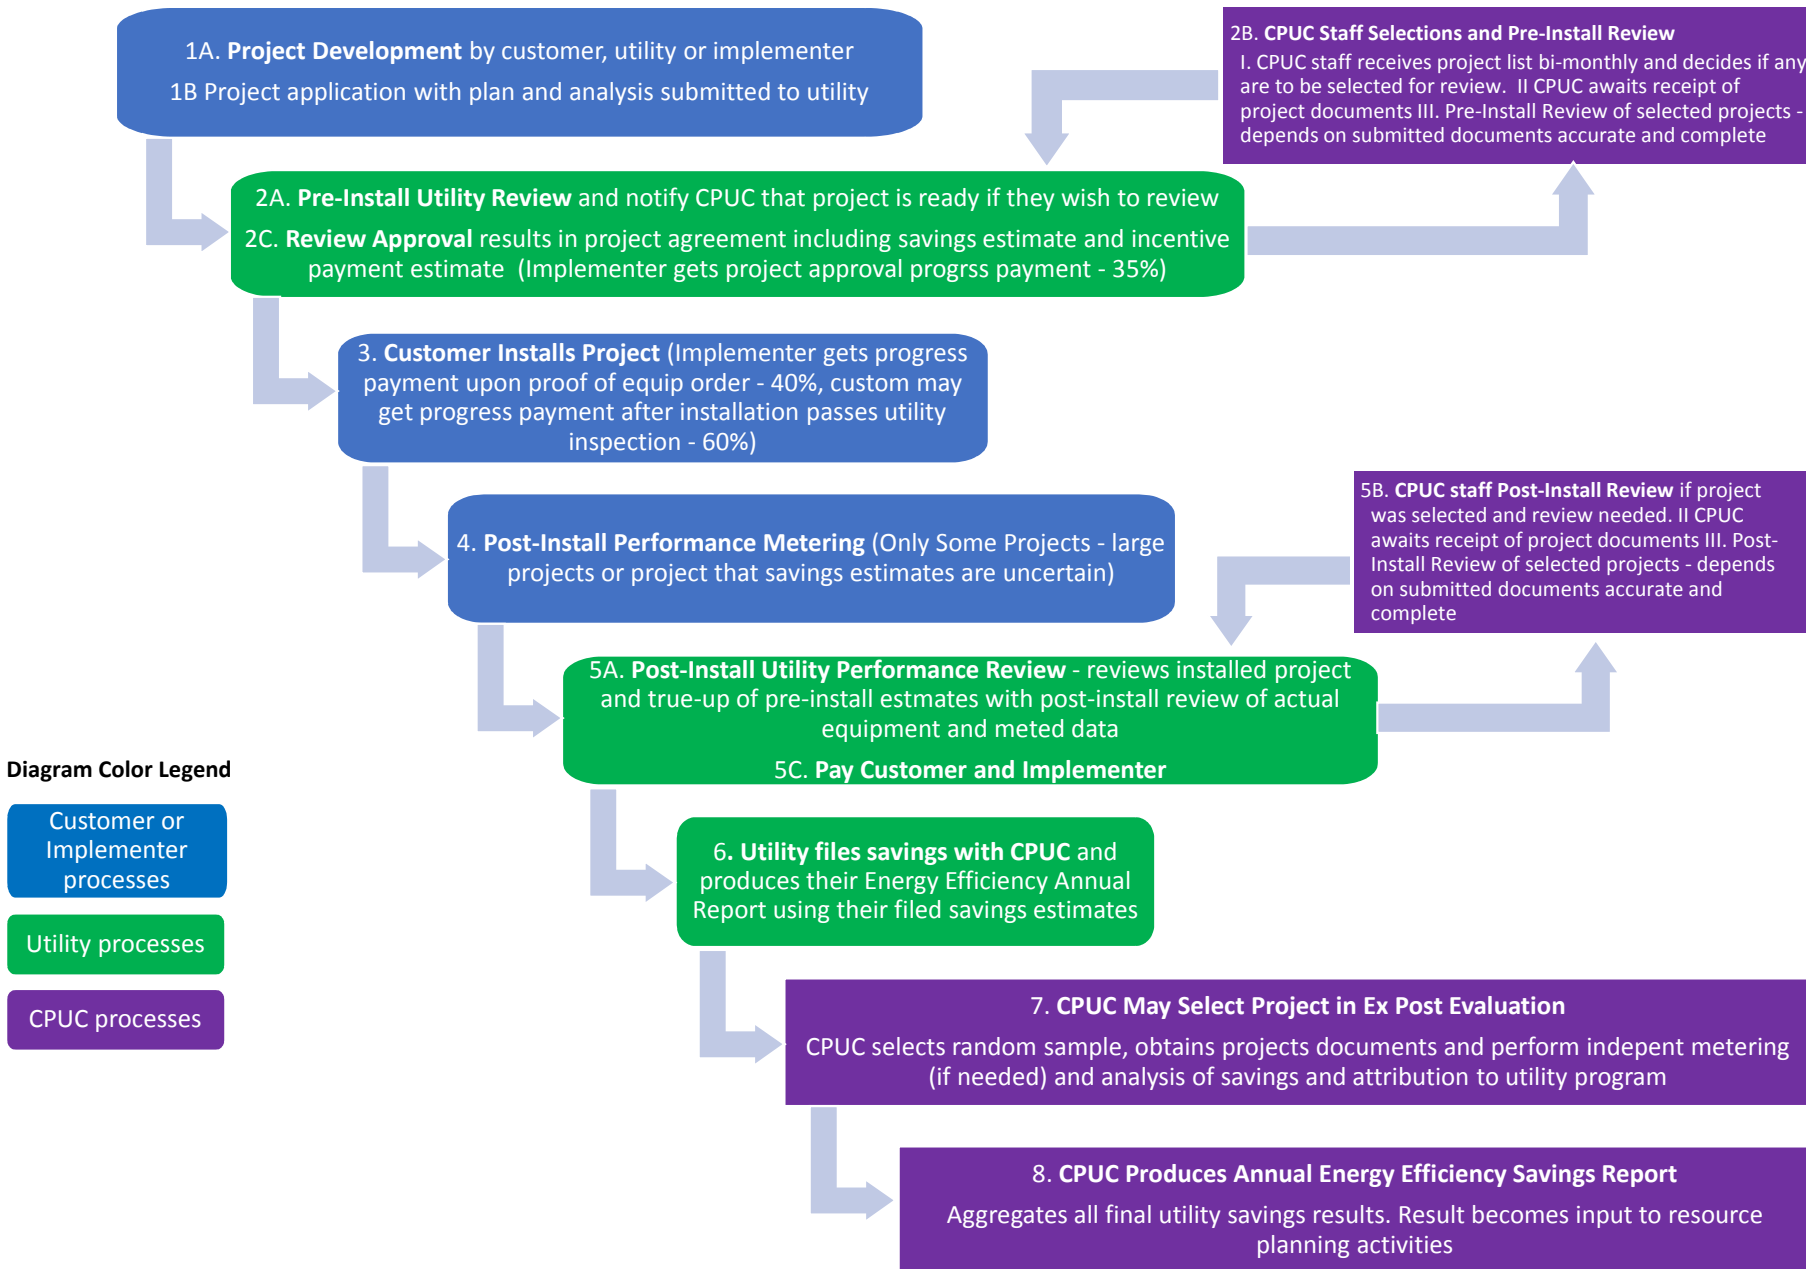 1A. Project Development by customer, utility or implementer
1B Project application with plan and analysis submitted to utility
2B. CPUC Staff Selections and Pre-Install Review
I. CPUC staff receives project list bi-monthly and decides if any
are to be selected for review.  II CPUC awaits receipt of
project documents III. Pre-Install Review of selected projects -
depends on submitted documents accurate and complete
2A. Pre-Install Utility Review and notify CPUC that project is ready if they wish to review
2C. Review Approval results in project agreement including savings estimate and incentive
payment estimate  (Implementer gets project approval progrss payment - 35%)
3. Customer Installs Project (Implementer gets progress
payment upon proof of equip order - 40%, custom may
get progress payment after installation passes utility
inspection - 60%)
4. Post-Install Performance Metering (Only Some Projects - large
projects or project that savings estimates are uncertain)
5B. CPUC staff Post-Install Review if project
was selected and review needed. II CPUC
awaits receipt of project documents III. Post-
Install Review of selected projects - depends
on submitted documents accurate and
complete
5A. Post-Install Utility Performance Review - reviews installed project
and true-up of pre-install estmates with post-install review of actual
equipment and meted data
5C. Pay Customer and Implementer
Diagram Color Legend
Customer or
Implementer
processes
Utility processes
CPUC processes
6. Utility files savings with CPUC and
produces their Energy Efficiency Annual
Report using their filed savings estimates
7. CPUC May Select Project in Ex Post Evaluation
CPUC selects random sample, obtains projects documents and perform indepent metering
(if needed) and analysis of savings and attribution to utility program
8. CPUC Produces Annual Energy Efficiency Savings Report
Aggregates all final utility savings results. Result becomes input to resource
planning activities